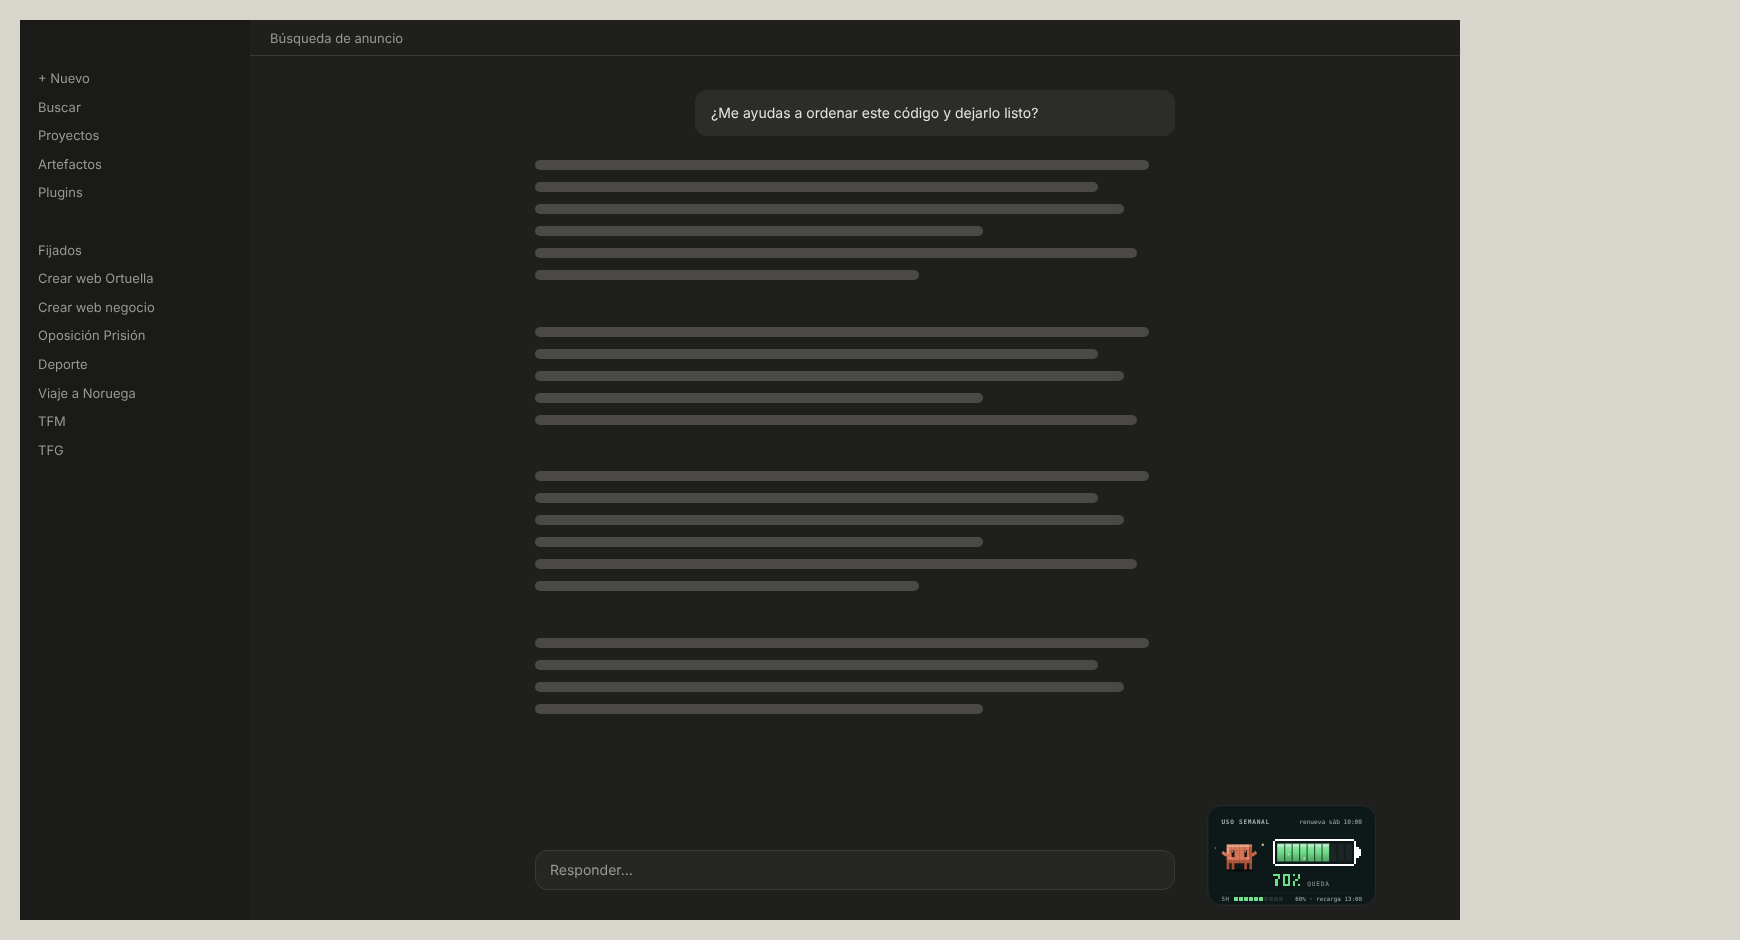 Búsqueda de anuncio
+ Nuevo
Buscar
Proyectos
Artefactos
Plugins
Fijados
Crear web Ortuella
Crear web negocio
Oposición Prisión
Deporte
Viaje a Noruega
TFM
TFG
¿Me ayudas a ordenar este código y dejarlo listo?
Responder...
USO SEMANAL renueva sáb 10:00
70% QUEDA
5H 60% · recarga 13:00